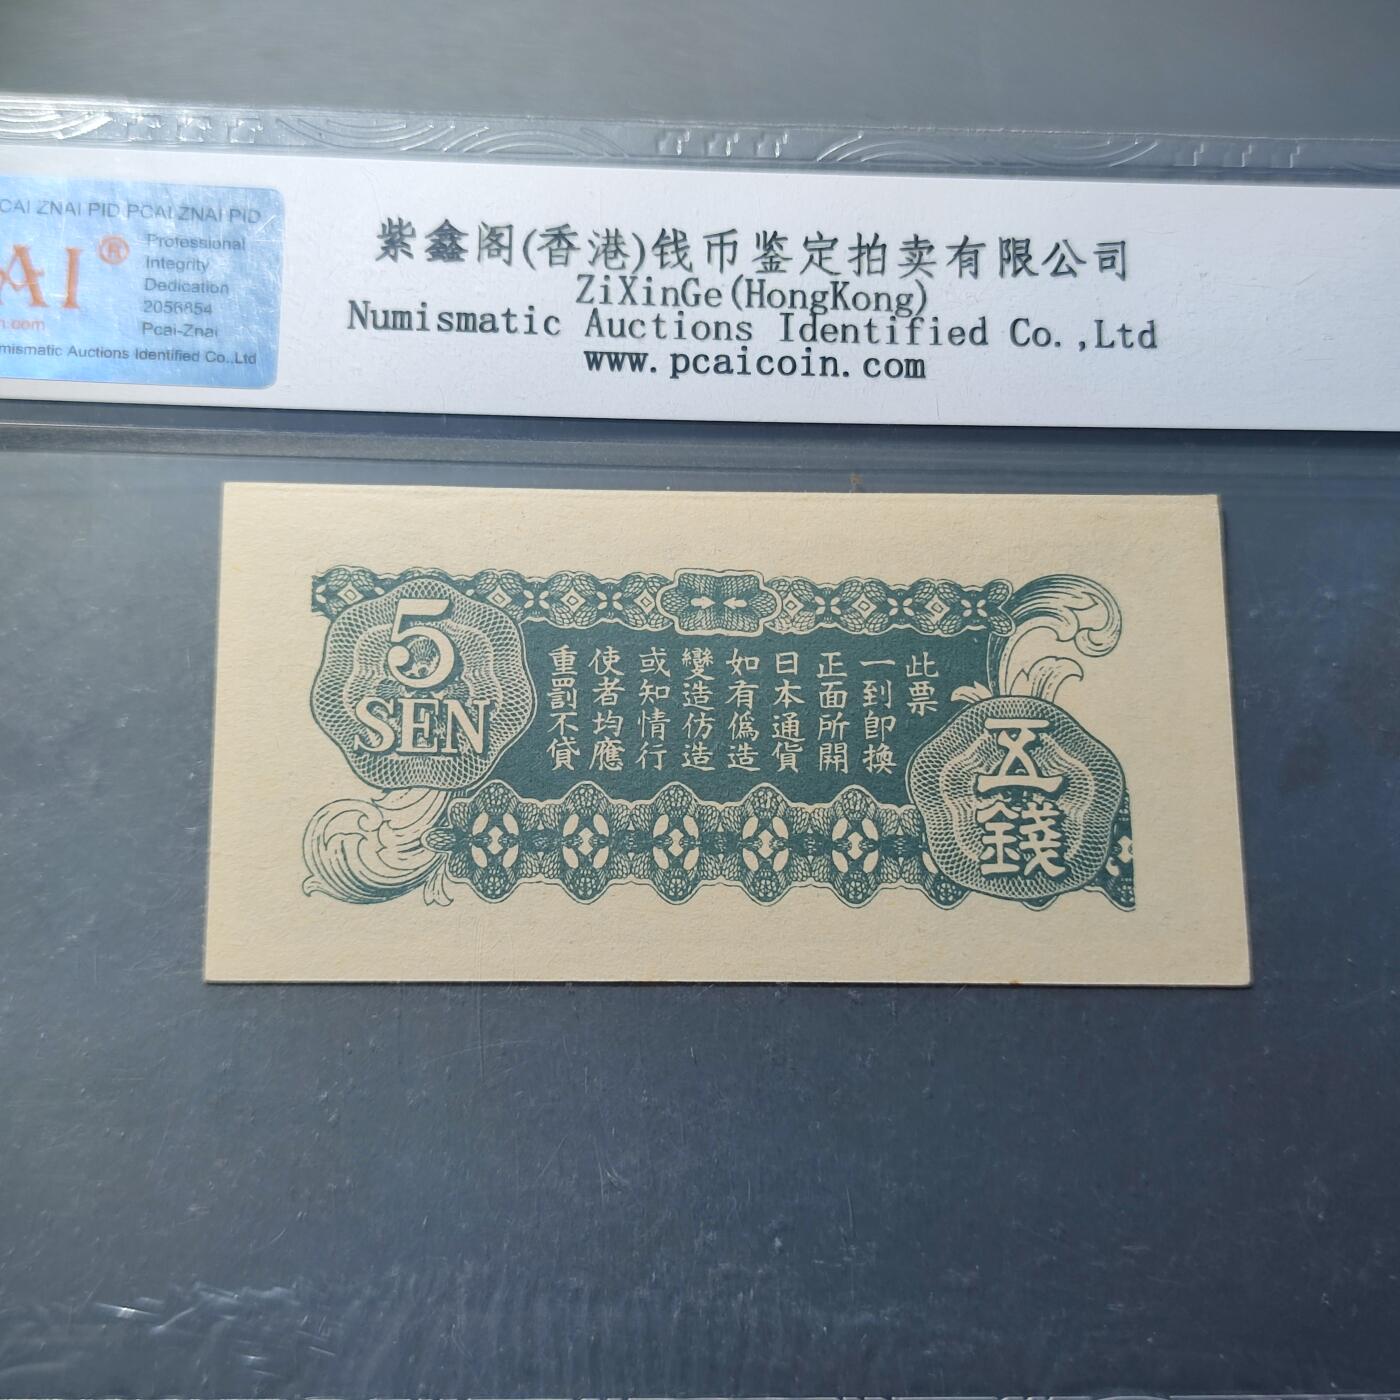 CAI ZNAI PID PCAI ZNAI PID
AI®
Professional
Integrity
Dedication
2056854
Pcai-Znai
n.com
mismatic Auctions Identified Co.,Ltd
紫鑫阁(香港)钱币鉴定拍卖有限公司
ZiXinGe(HongKong)
Numismatic Auctions Identified Co.,Ltd
www.pcaicoin.com
5
SEN
此票
一到即換
正面所開
日本通貨
如有僞造
變造仿造
或知情行
使者均應
重罰不貸
五
錢